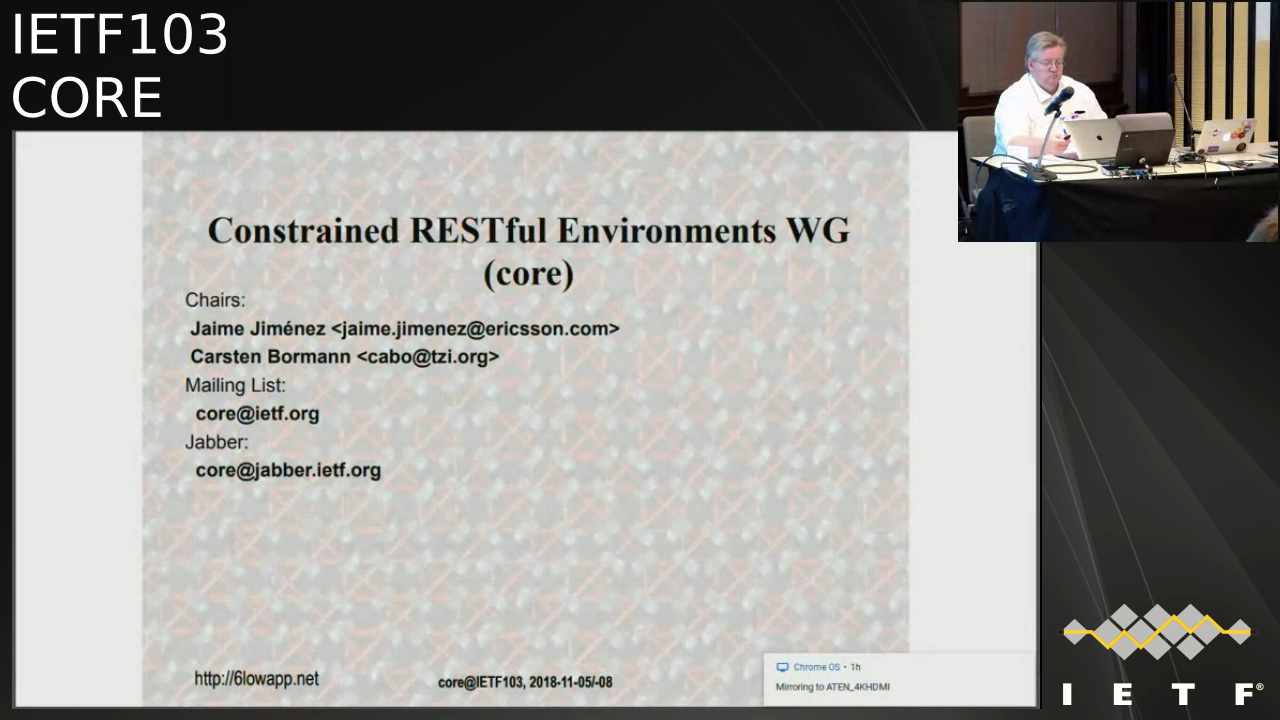 IETF103
CORE
Constrained RESTful Environments WG
(core)
Chairs:
Jaime Jiménez <jaime.jimenez@ericsson.com>
Carsten Bormann <cabo@tzi.org>
Mailing List:
core@ietf.org
Jabber:
core@jabber.ietf.org
http://6lowapp.net
core@IETF103, 2018-11-05/-08
Chrome OS • 1h
Mirroring to ATEN_4KHDMI
I E T F®